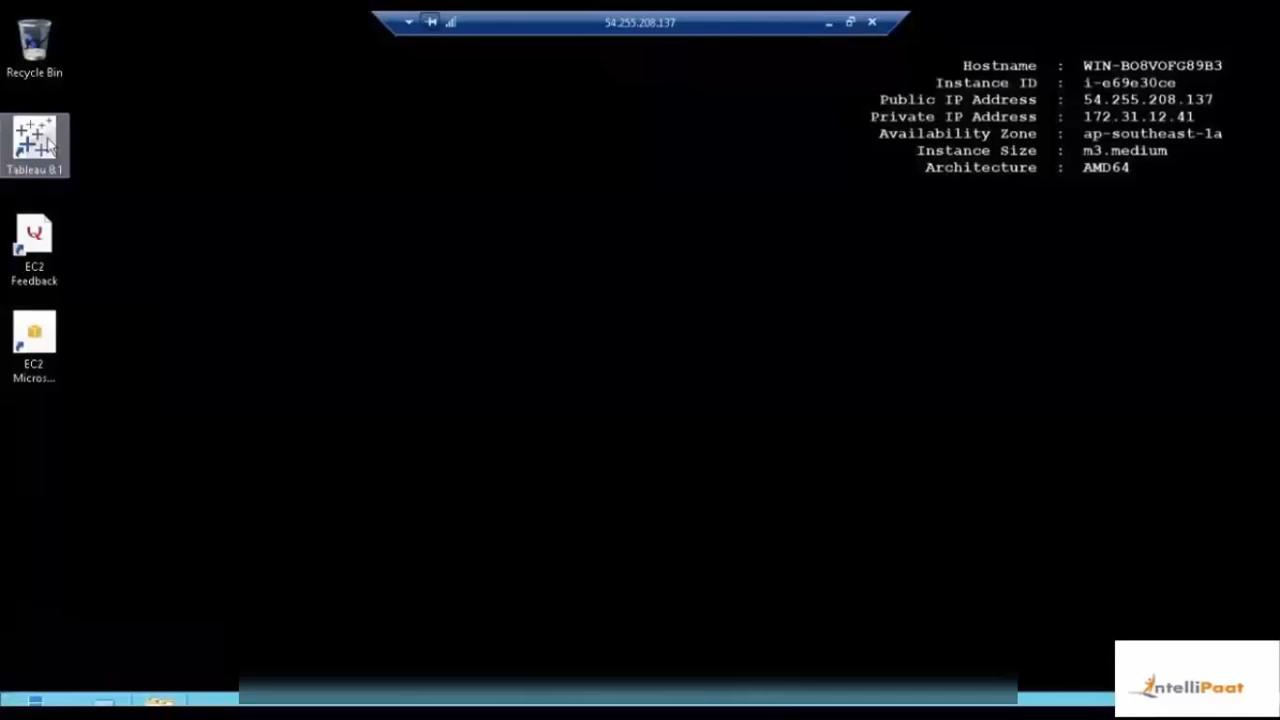 54.255.208.137
Recycle Bin
Tableau 8.1
EC2
Feedback
EC2
Micros...
Hostname : WIN-BO8VOFG89B3
Instance ID : i-e69e30ce
Public IP Address : 54.255.208.137
Private IP Address : 172.31.12.41
Availability Zone : ap-southeast-1a
Instance Size : m3.medium
Architecture : AMD64
IntelliPaat